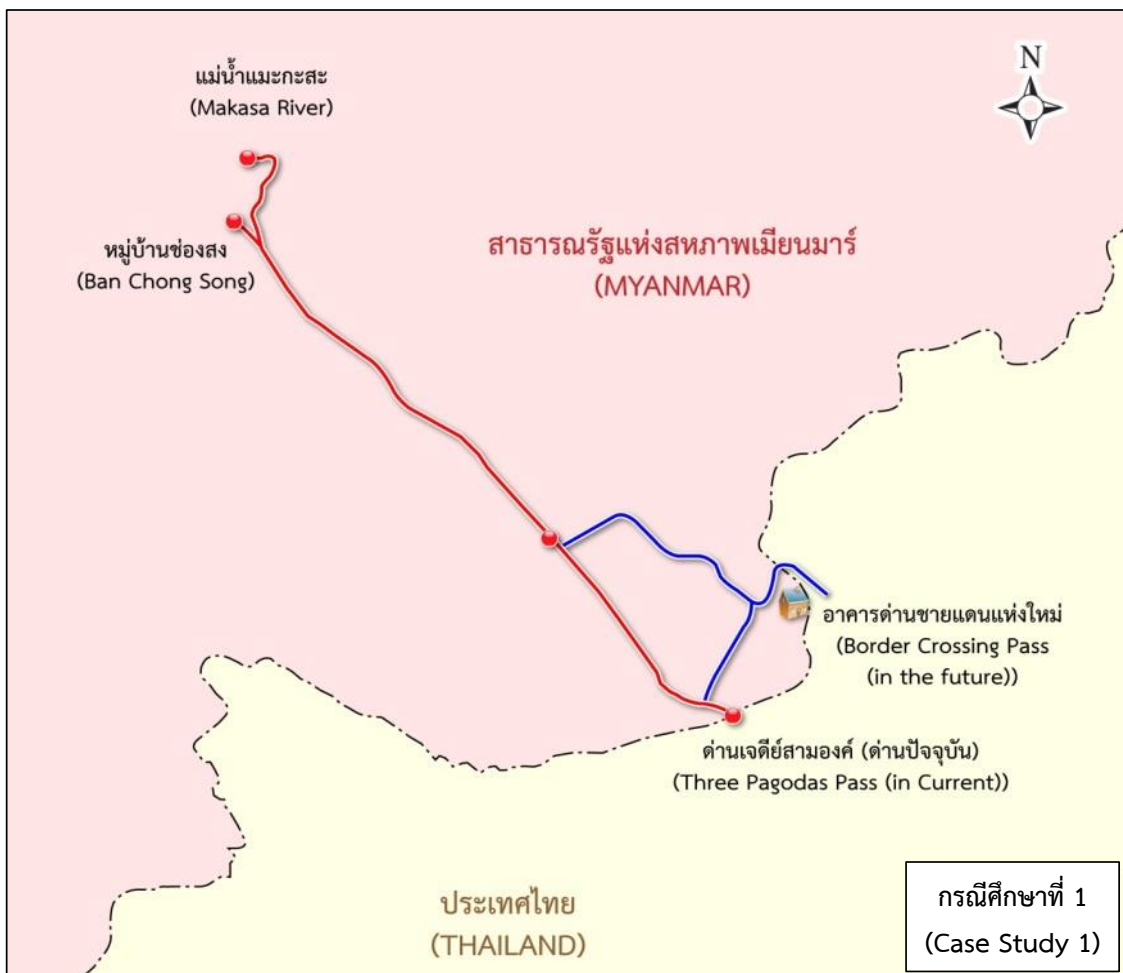 แม่น้ำแมะกะสะ
(Makasa River)
N
หมู่บ้านช่องสง
(Ban Chong Song)
สาธารณรัฐแห่งสหภาพเมียนมาร์
(MYANMAR)
อาคารด่านชายแดนแห่งใหม่
(Border Crossing Pass
(in the future))
ด่านเจดีย์สามองค์ (ด่านปัจจุบัน)
(Three Pagodas Pass (in Current))
ประเทศไทย
(THAILAND)
กรณีศึกษาที่ 1
(Case Study 1)